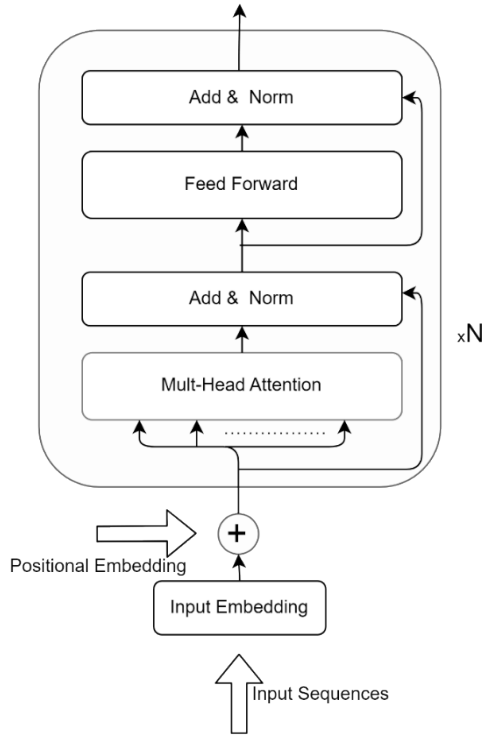 Add & Norm
Feed Forward
Add & Norm
xN
Mult-Head Attention
+
Positional Embedding
Input Embedding
Input Sequences